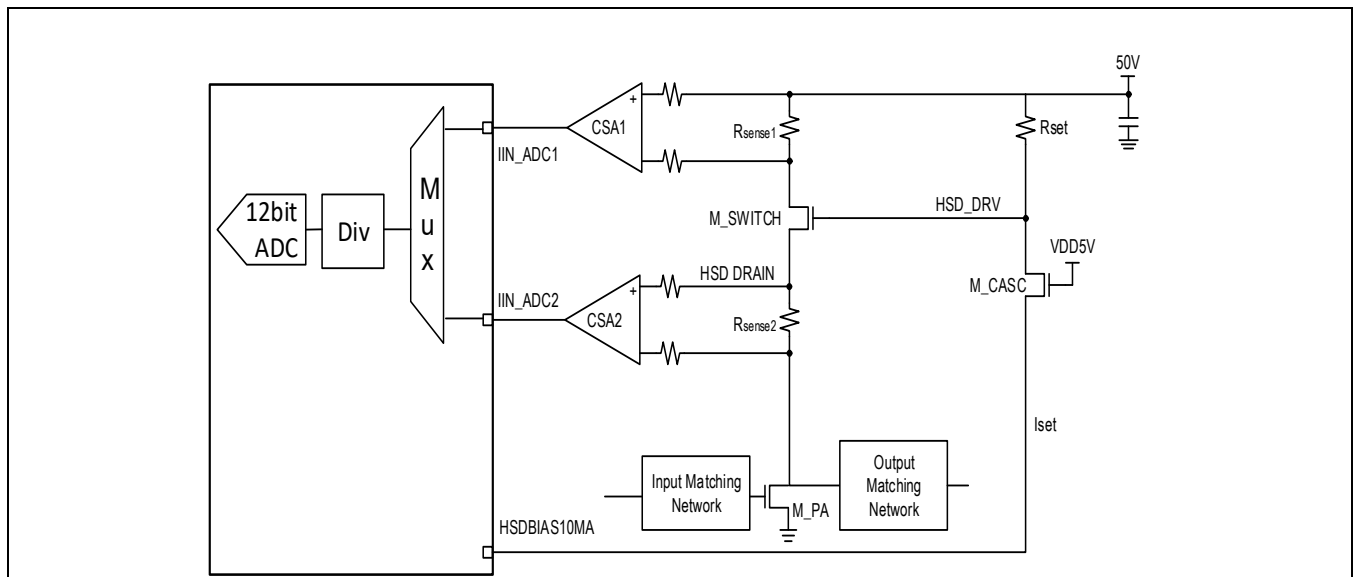 50V
+
CSA1
Rsense1
Rset
IIN_ADC1
M
u
x
12bit
ADC
Div
M_SWITCH
HSD_DRV
VDD5V
M_CASC
HSD DRAIN
IIN_ADC2
+
CSA2
Rsense2
Iset
Input Matching
Network
M_PA
Output
Matching
Network
HSDBIAS10MA